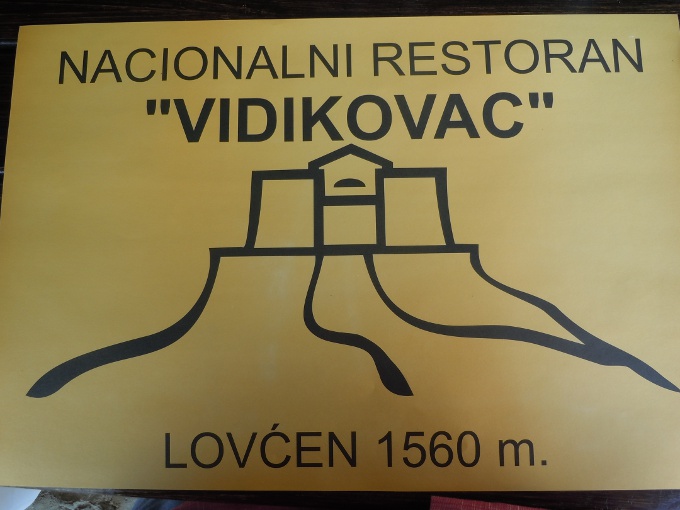 NACIONALNI RESTORAN
"VIDIKOVAC"
LOVĆEN 1560 m.